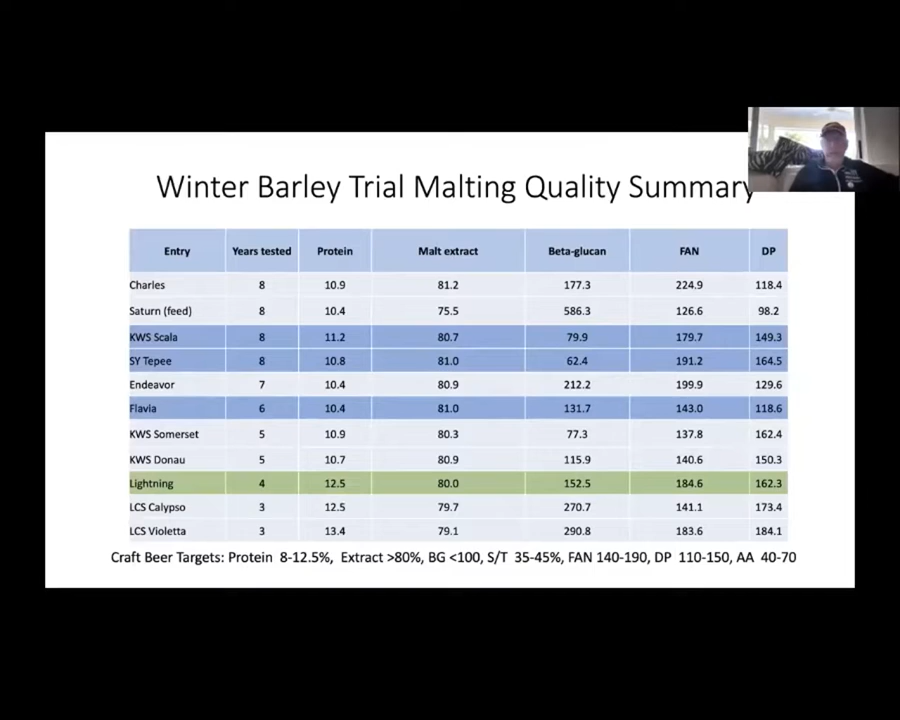 Winter Barley Trial Malting Quality Summary
Entry Years tested Protein Malt extract Beta-glucan FAN DP
Charles 8 10.9 81.2 177.3 224.9 118.4
Saturn (feed) 8 10.4 75.5 586.3 126.6 98.2
KWS Scala 8 11.2 80.7 79.9 179.7 149.3
SY Tepee 8 10.8 81.0 62.4 191.2 164.5
Endeavor 7 10.4 80.9 212.2 199.9 129.6
Flavia 6 10.4 81.0 131.7 143.0 118.6
KWS Somerset 5 10.9 80.3 77.3 137.8 162.4
KWS Donau 5 10.7 80.9 115.9 140.6 150.3
Lightning 4 12.5 80.0 152.5 184.6 162.3
LCS Calypso 3 12.5 79.7 270.7 141.1 173.4
LCS Violetta 3 13.4 79.1 290.8 183.6 184.1
Craft Beer Targets: Protein 8-12.5%, Extract >80%, BG <100, S/T 35-45%, FAN 140-190, DP 110-150, AA 40-70